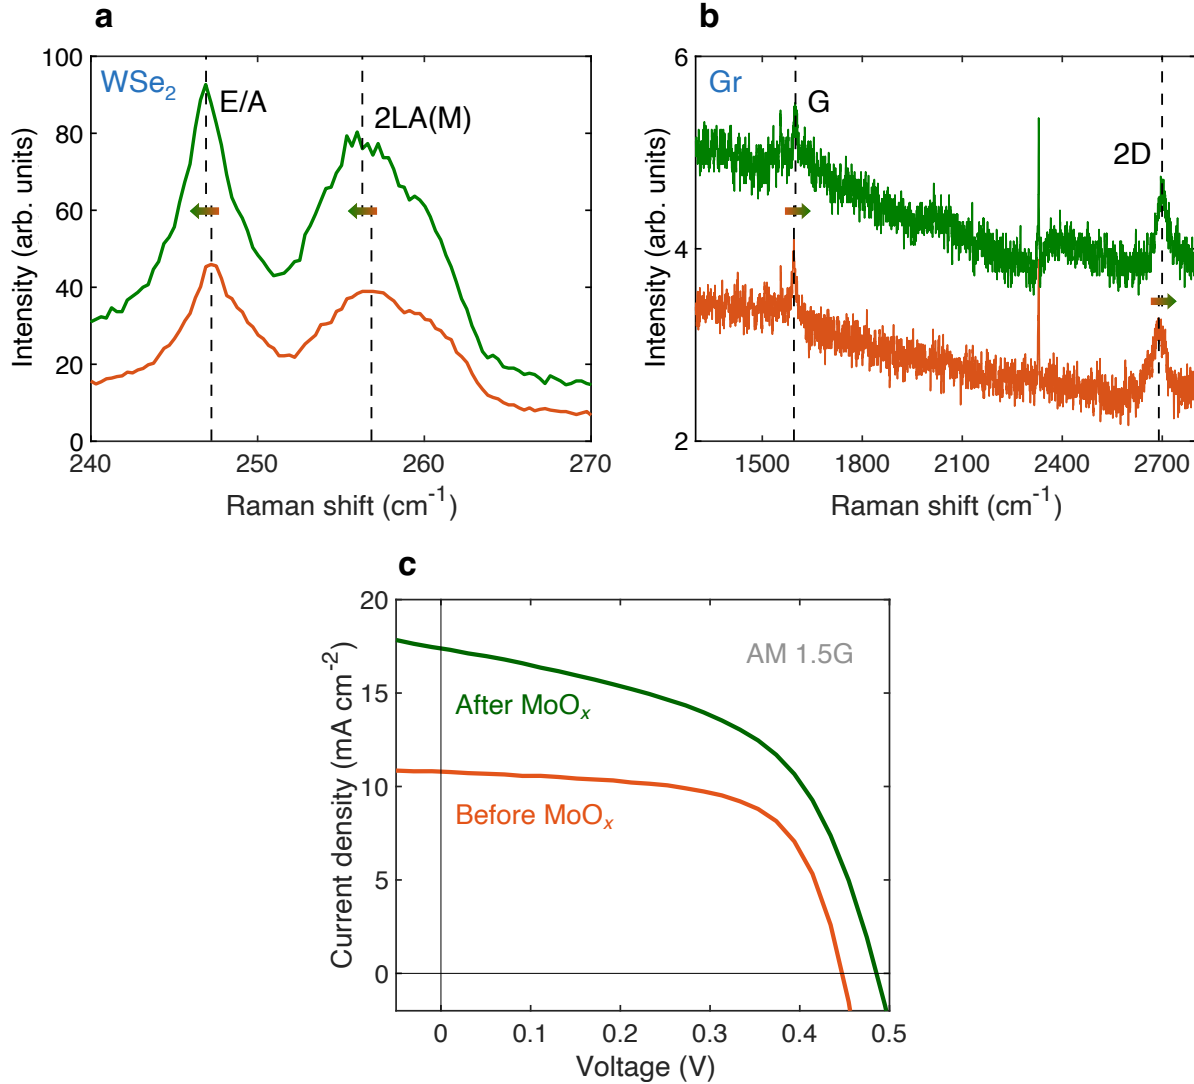 a
WSe₂
E/A
2LA(M)
100
80
60
40
20
0
240 250 260 270
Intensity (arb. units)
Raman shift (cm⁻¹)
b
Gr
G
2D
6
4
2
1500 1800 2100 2400 2700
Intensity (arb. units)
Raman shift (cm⁻¹)
c
AM 1.5G
After MoOₓ
Before MoOₓ
20
15
10
5
0
0 0.1 0.2 0.3 0.4 0.5
Current density (mA cm⁻²)
Voltage (V)